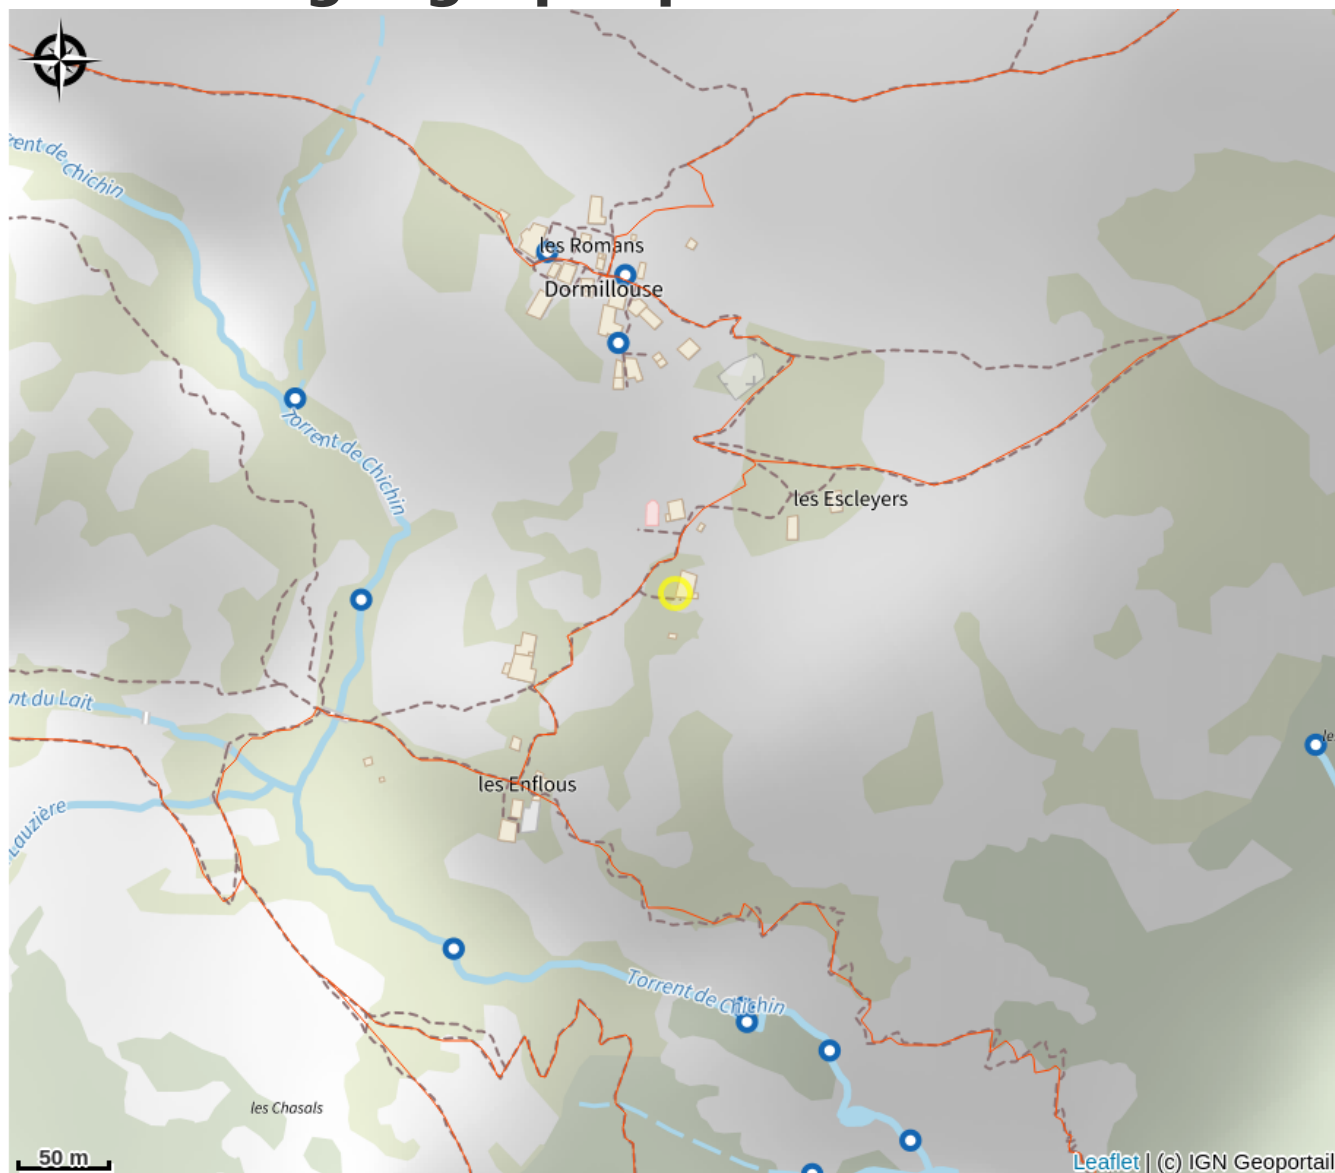 Torrent de
Chichin
les Romans
Dormillouse
Torrent de Chichin
les Escleyers
nt du Lait
les Enflous
Lauzière
Torrent de Chichin
les Chasals
50 m
Leaflet | (c) IGN Geoportail